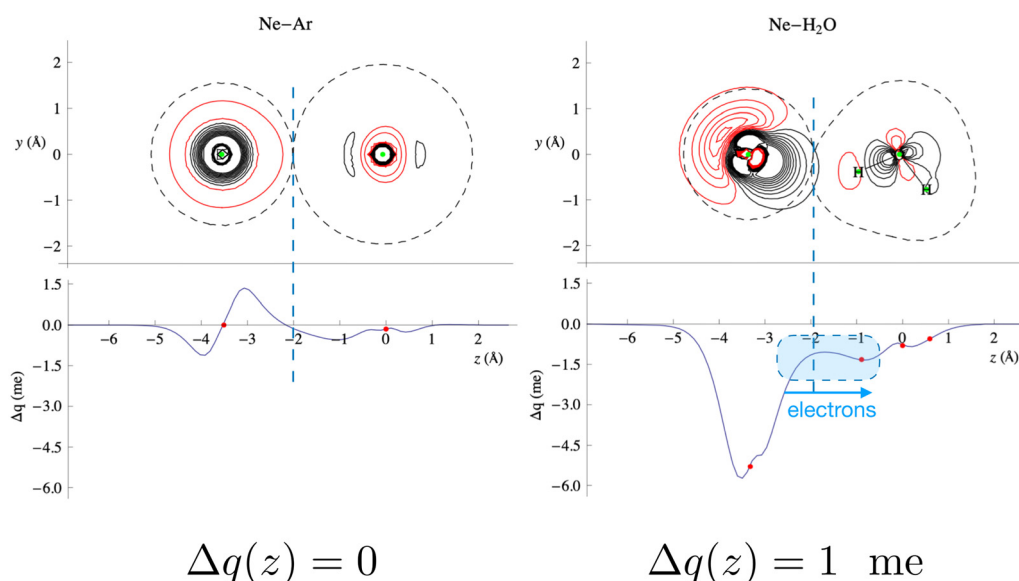 Ne–Ar
Ne–H₂O
2
1
y (Å)
0
−1
−2
2
1
y (Å)
0
−1
−2
1.5
0.0
−1.5
−3.0
−4.5
−6.0
Δq (me)
−5 −4 −3 −2 −1 0 1 2
z (Å)
H
H
1.5
0.0
−1.5
−3.0
−4.5
−6.0
Δq (me)
−6 −5 −4 −3 −2 −1 0 1 2
z (Å)
electrons
Δq(z) = 0
Δq(z) = 1 me